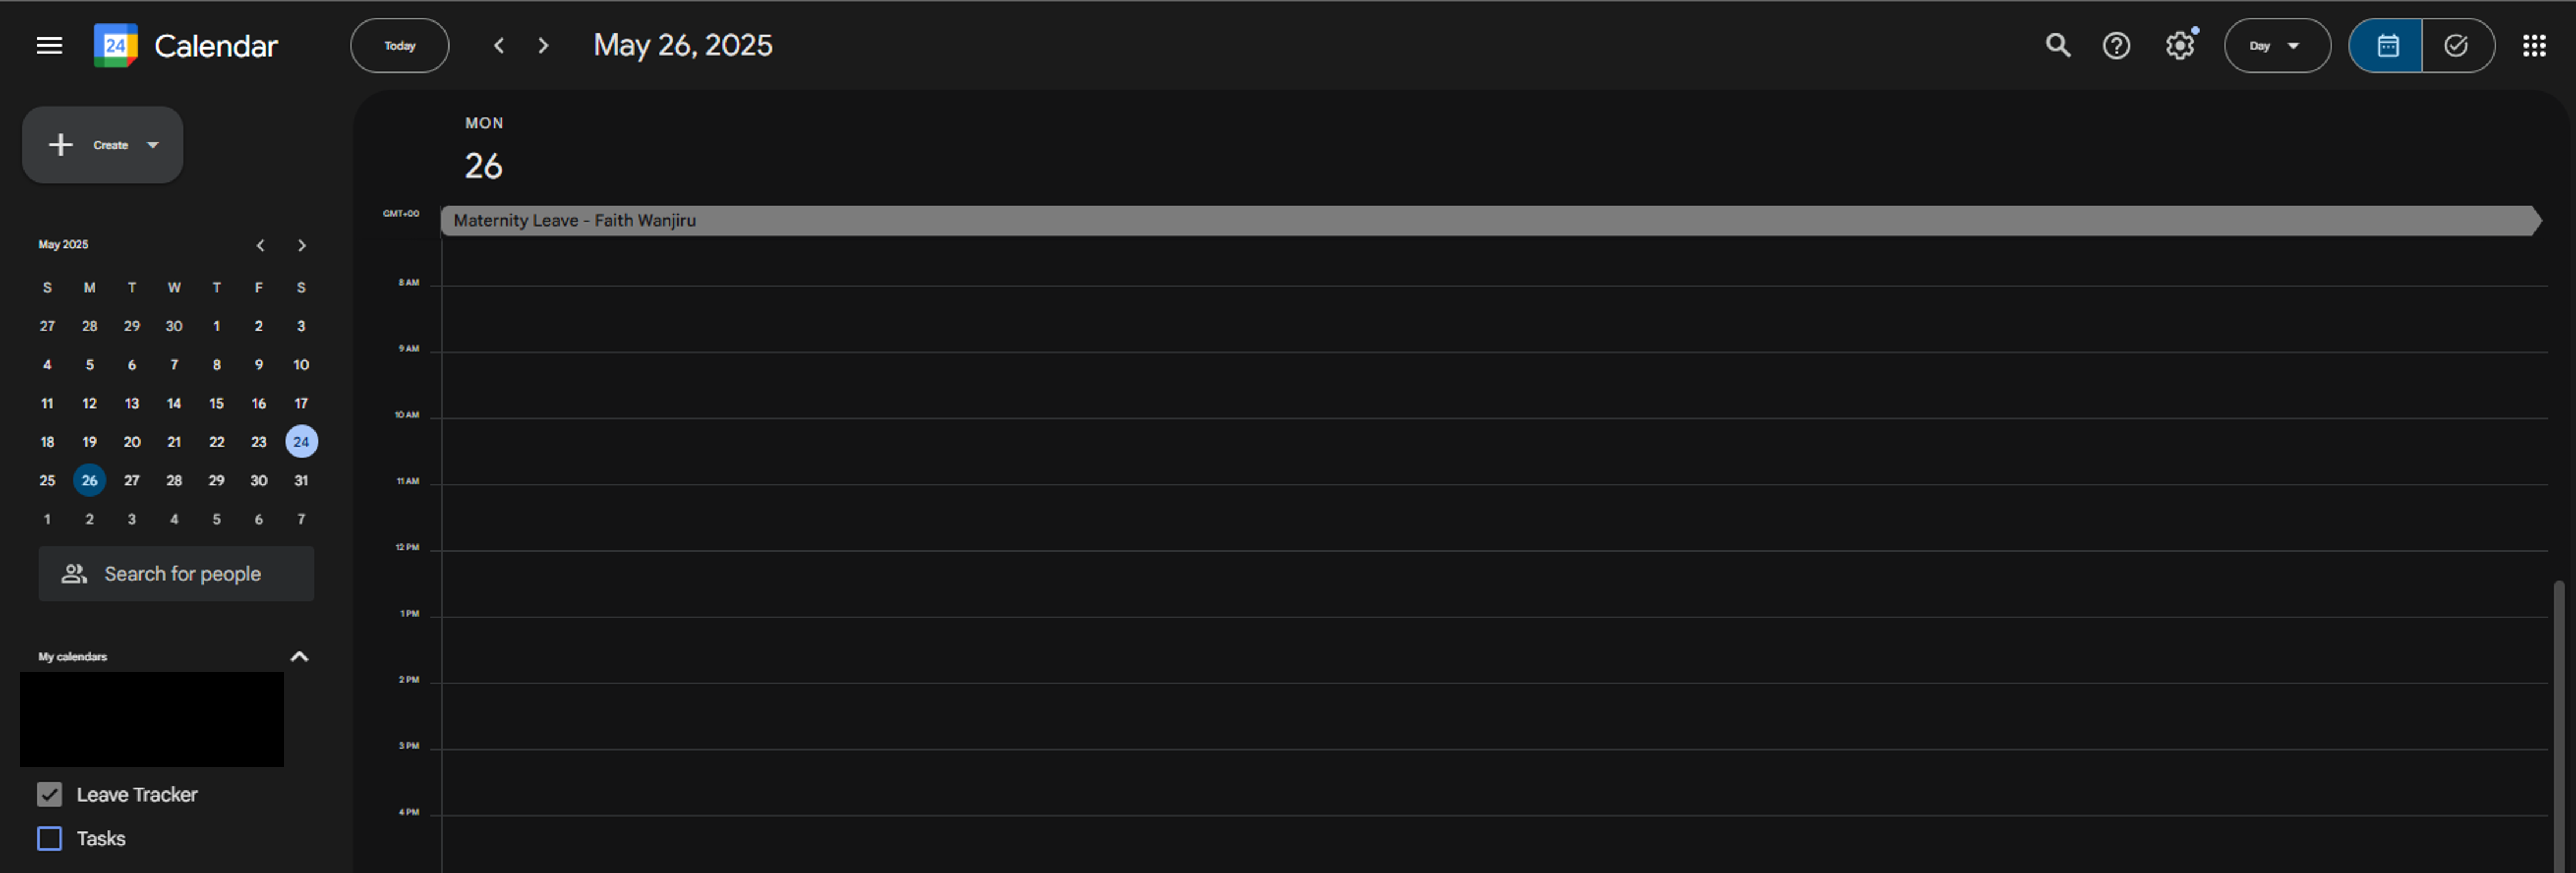 24 Calendar Today May 26, 2025 Day
Create
MON
26
GMT+00 Maternity Leave - Faith Wanjiru
May 2025
S M T W T F S
27 28 29 30 1 2 3
4 5 6 7 8 9 10
11 12 13 14 15 16 17
18 19 20 21 22 23 24
25 26 27 28 29 30 31
1 2 3 4 5 6 7
Search for people
My calendars
Leave Tracker
Tasks
8 AM
9 AM
10 AM
11 AM
12 PM
1 PM
2 PM
3 PM
4 PM